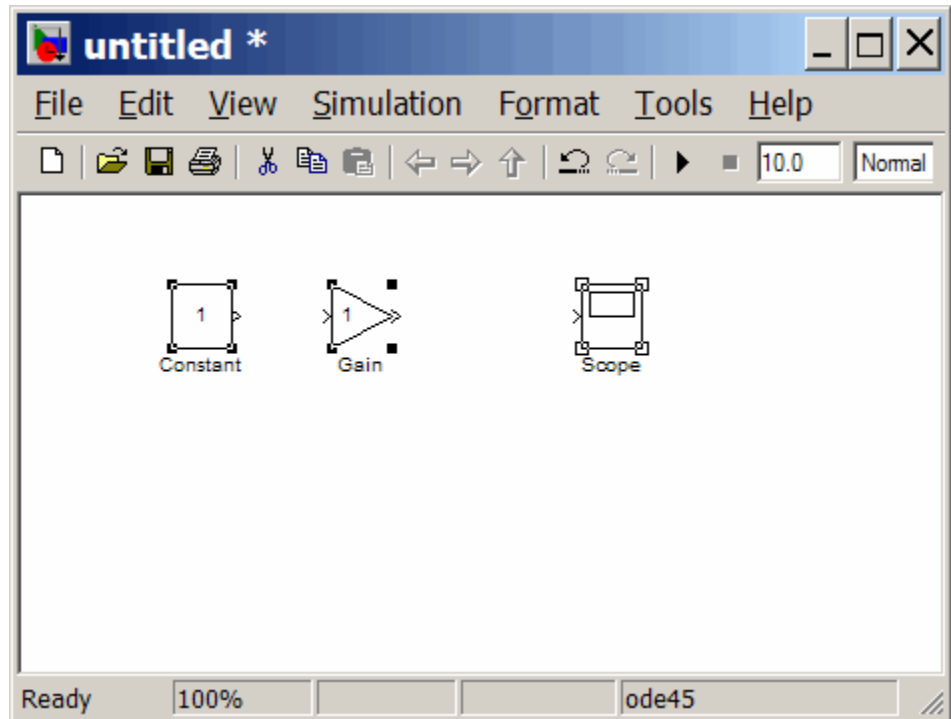 untitled *
File Edit View Simulation Format Tools Help
10.0 Normal
1 1
Constant Gain Scope
Ready 100% ode45